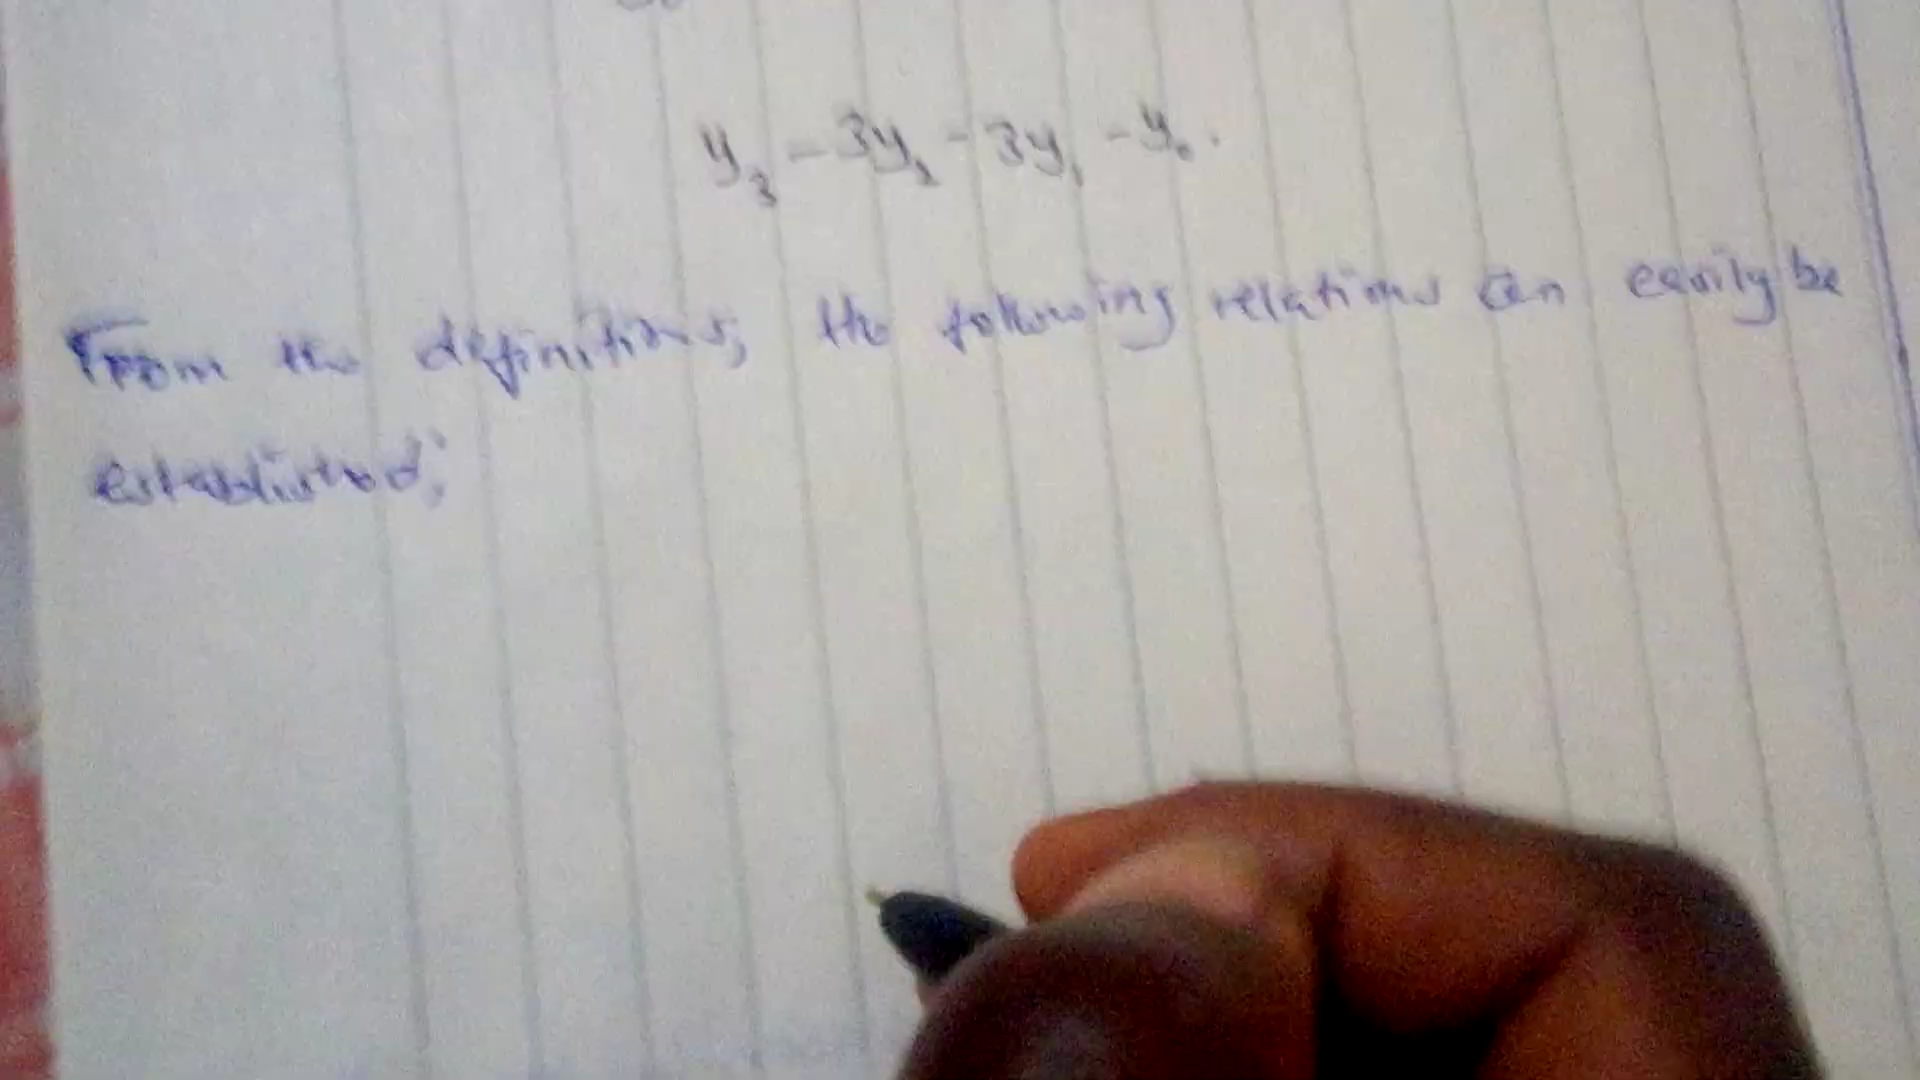 y₃ - 3y₂ - 3y₁ - y₀.
From the definitions, the following relations can easily be
established;